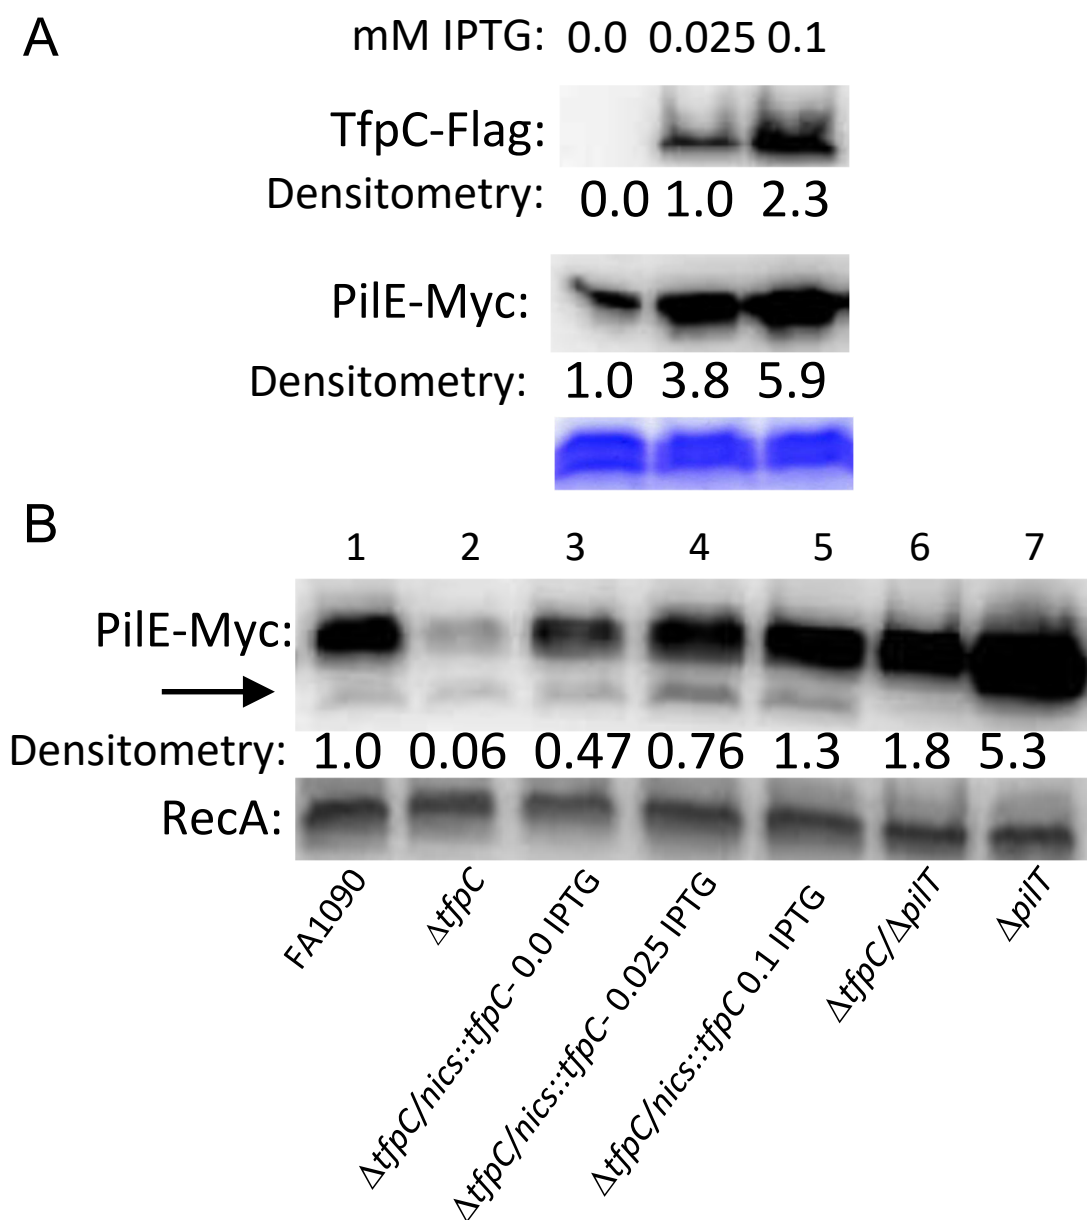 A
mM IPTG: 0.0 0.025 0.1
TfpC-Flag:
Densitometry: 0.0 1.0 2.3
PilE-Myc:
Densitometry: 1.0 3.8 5.9
B
1 2 3 4 5 6 7
PilE-Myc:
Densitometry: 1.0 0.06 0.47 0.76 1.3 1.8 5.3
RecA:
FA1090
ΔtfpC
ΔtfpC/nics::tfpC- 0.0 IPTG
ΔtfpC/nics::tfpC- 0.025 IPTG
ΔtfpC/nics::tfpC 0.1 IPTG
ΔtfpC/ΔpilT
ΔpilT